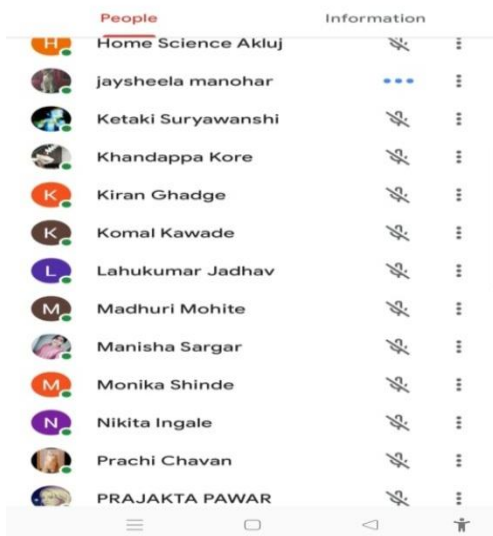 People Information
H Home Science Akluj
jaysheela manohar
Ketaki Suryawanshi
Khandappa Kore
K Kiran Ghadge
K Komal Kawade
L Lahukumar Jadhav
M Madhuri Mohite
Manisha Sargar
M Monika Shinde
N Nikita Ingale
Prachi Chavan
PRAJAKTA PAWAR